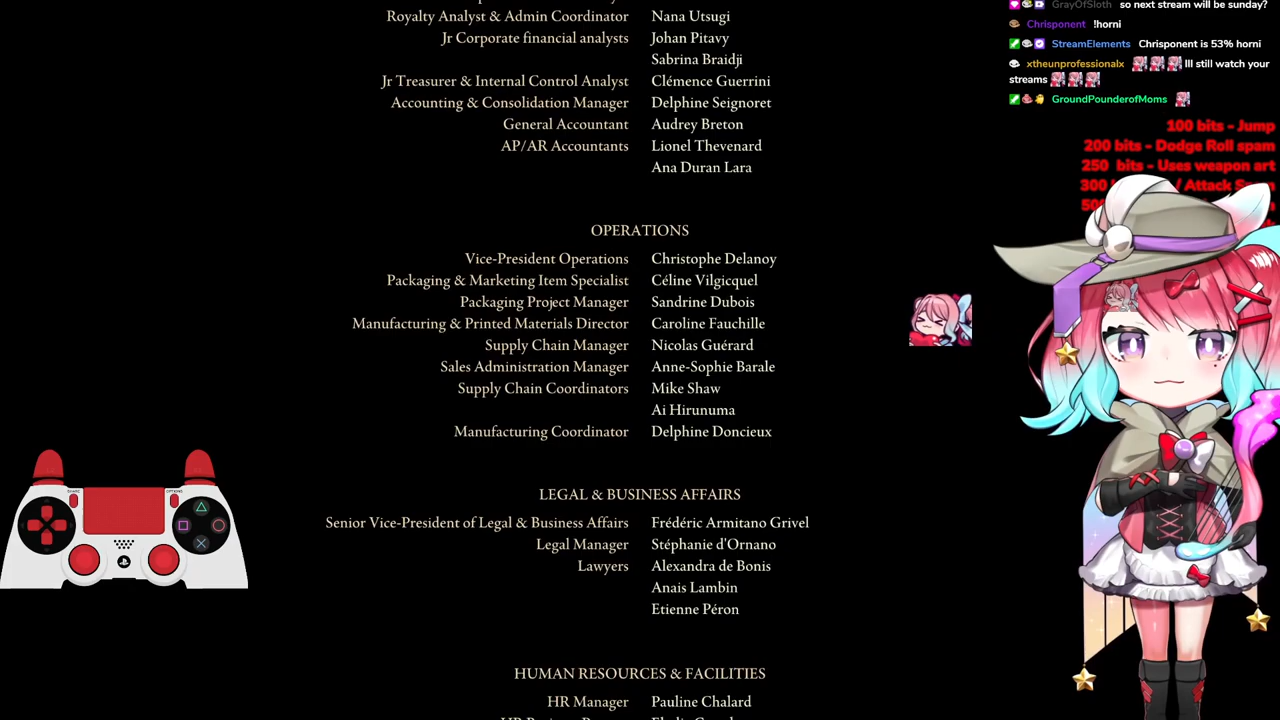 Royalty Analyst & Admin Coordinator Nana Utsugi
Jr Corporate financial analysts Johan Pitavy
Sabrina Braidji
Jr Treasurer & Internal Control Analyst Clémence Guerrini
Accounting & Consolidation Manager Delphine Seignoret
General Accountant Audrey Breton
AP/AR Accountants Lionel Thevenard
Ana Duran Lara
OPERATIONS
Vice-President Operations Christophe Delanoy
Packaging & Marketing Item Specialist Céline Vilgicquel
Packaging Project Manager Sandrine Dubois
Manufacturing & Printed Materials Director Caroline Fauchille
Supply Chain Manager Nicolas Guérard
Sales Administration Manager Anne-Sophie Barale
Supply Chain Coordinators Mike Shaw
Ai Hirunuma
Manufacturing Coordinator Delphine Doncieux
LEGAL & BUSINESS AFFAIRS
Senior Vice-President of Legal & Business Affairs Frédéric Armitano Grivel
Legal Manager Stéphanie d'Ornano
Lawyers Alexandra de Bonis
Anais Lambin
Etienne Péron
HUMAN RESOURCES & FACILITIES
HR Manager Pauline Chalard
GrayOfSloth so next stream will be sunday?
Chrisponent !horni
StreamElements Chrisponent is 53% horni
xtheunprofessionalx Ill still watch your
streams
GroundPounderofMoms
100 bits - Jump
200 bits - Dodge Roll spam
250 bits - Uses weapon art
300 / Attack
SHARE
OPTIONS